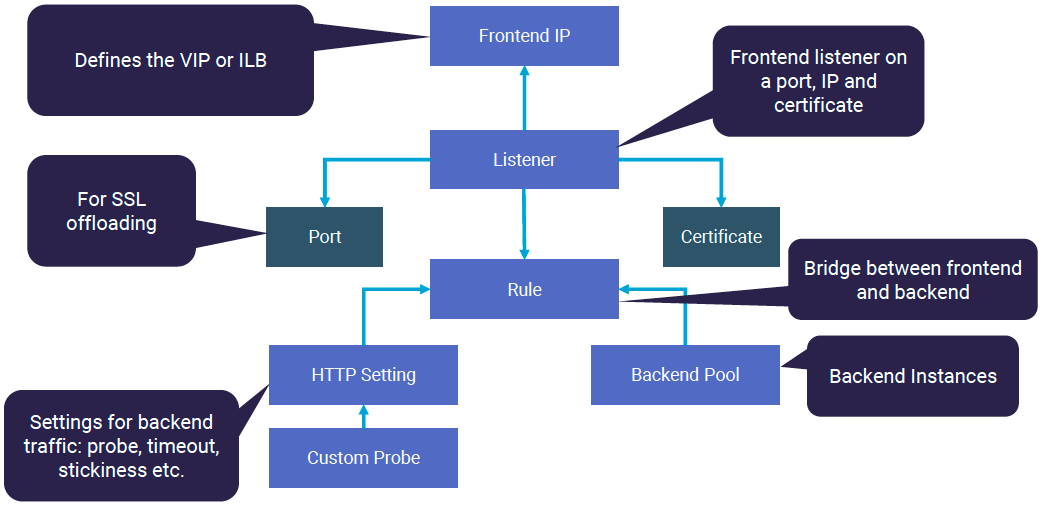 Defines the VIP or ILB
Frontend IP
Frontend listener on
a port, IP and
certificate
Listener
For SSL
offloading
Port
Certificate
Rule
Bridge between frontend
and backend
HTTP Setting
Backend Pool
Backend Instances
Settings for backend
traffic: probe, timeout,
stickiness etc.
Custom Probe